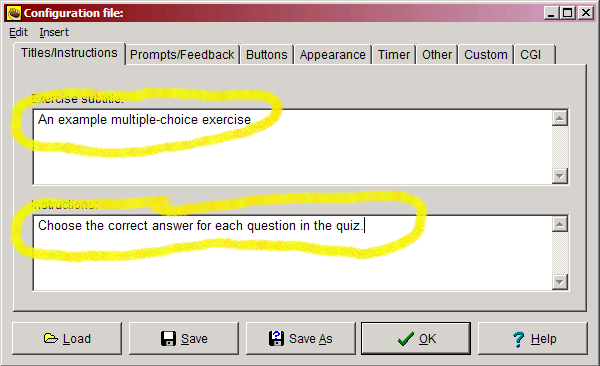 Configuration file:
Edit Insert
Titles/Instructions Prompts/Feedback Buttons Appearance Timer Other Custom CGI
Exercise subtitle:
An example multiple-choice exercise
Instructions:
Choose the correct answer for each question in the quiz.
Load Save Save As OK Help